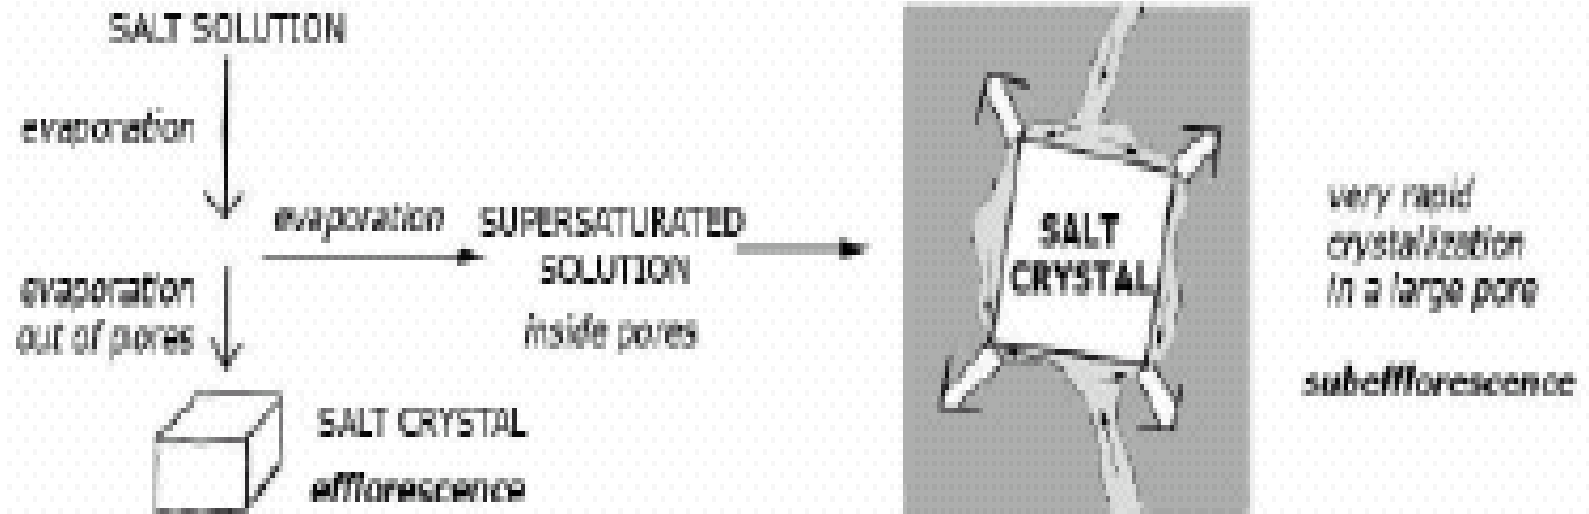 SALT SOLUTION
evaporation
evaporation
SUPERSATURATED
SOLUTION
inside pores
evaporation
out of pores
SALT CRYSTAL
efflorescence
SALT
CRYSTAL
very rapid
crystallization
in a large pore
subefflorescence